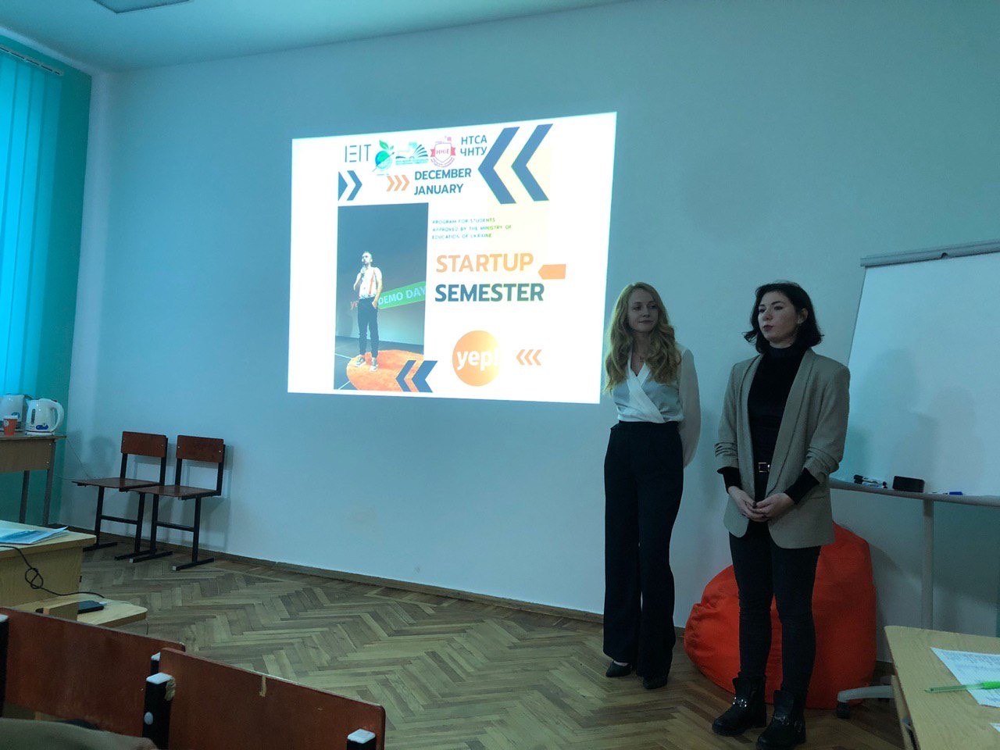 IEIT
НТСА
ЧНТУ
DECEMBER
JANUARY
PROGRAM FOR STUDENTS
APPROVED BY THE MINISTRY OF
EDUCATION OF UKRAINE
STARTUP
SEMESTER
DEMO DAY
yep!